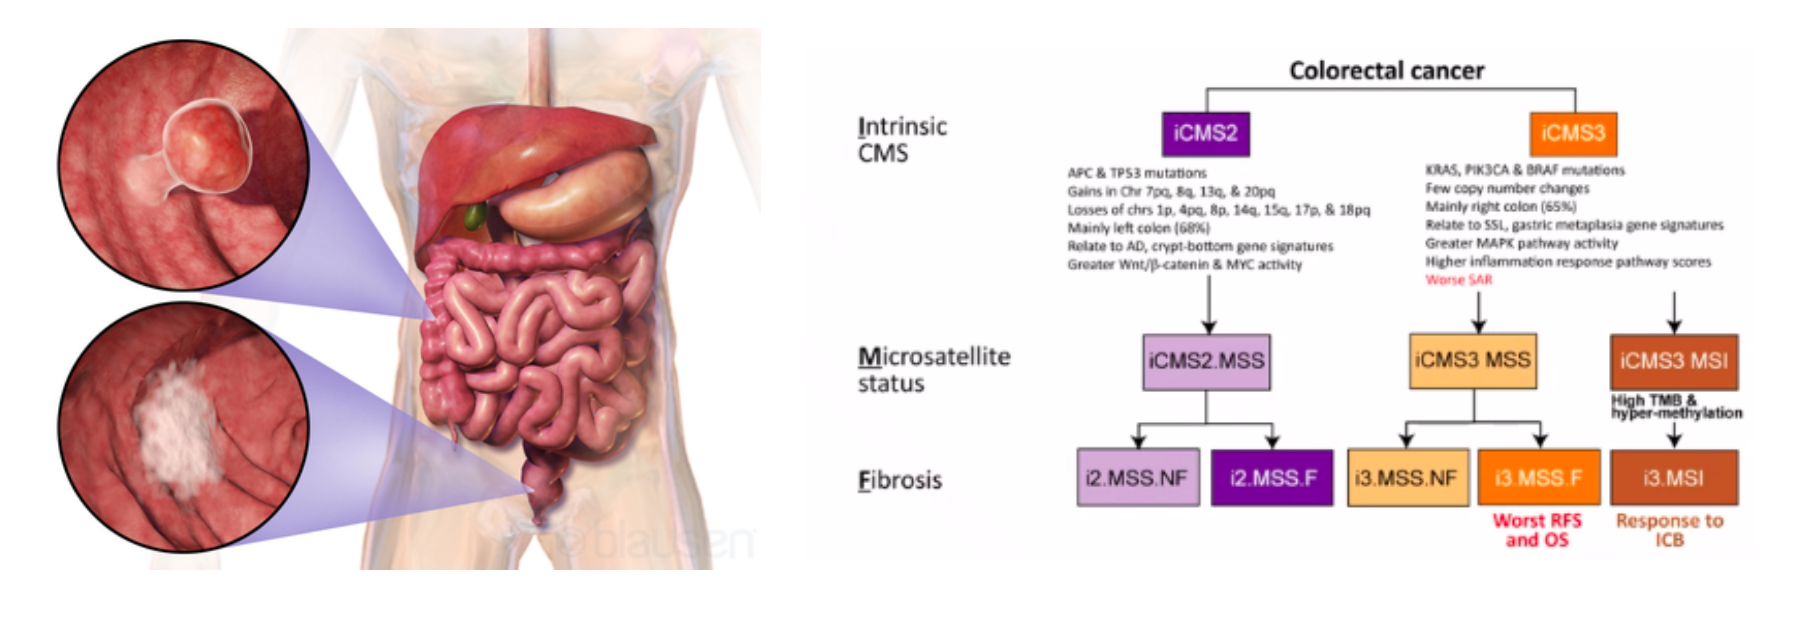 Colorectal cancer
Intrinsic
CMS
iCMS2
iCMS3
APC & TP53 mutations
Gains in Chr 7pq, 8q, 13q, & 20pq
Losses of chrs 1p, 4pq, 8p, 14q, 15q, 17p, & 18pq
Mainly left colon (68%)
Relate to AD, crypt-bottom gene signatures
Greater Wnt/β-catenin & MYC activity
KRAS, PIK3CA & BRAF mutations
Few copy number changes
Mainly right colon (65%)
Relate to SSL, gastric metaplasia gene signatures
Greater MAPK pathway activity
Higher inflammation response pathway scores
Worse SAR
Microsatellite
status
iCMS2.MSS
iCMS3 MSS
iCMS3 MSI
High TMB &
hyper-methylation
Fibrosis
i2.MSS.NF
i2.MSS.F
i3.MSS.NF
i3.MSS.F
i3.MSI
Worst RFS
and OS
Response to
ICB
blausen